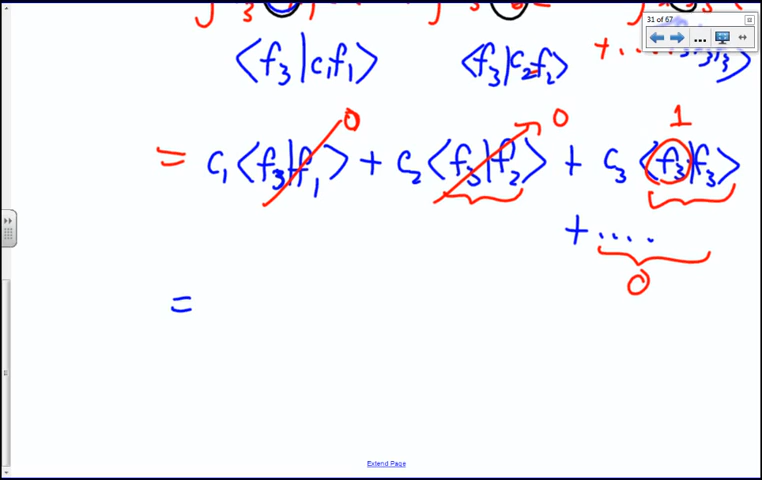 31 of 67
...
⟨f₃|c₁f₁⟩ ⟨f₃|c₂f₂⟩ +....
0 0 1
= c₁⟨f₃|f₁⟩ + c₂⟨f₃|f₂⟩ + c₃⟨f₃|f₃⟩
+ ....
0
=
Extend Page